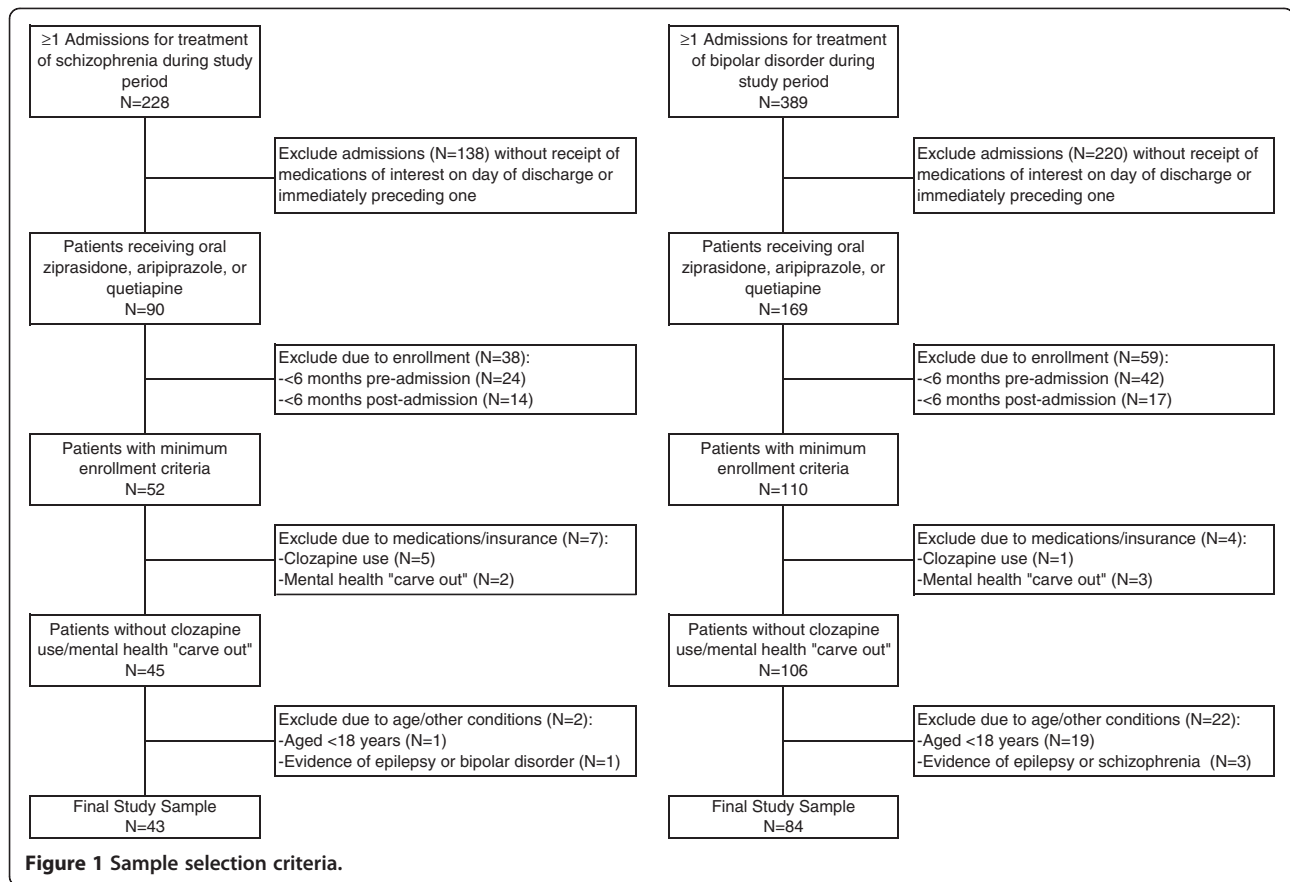 ≥1 Admissions for treatment
of schizophrenia during study
period
N=228
Exclude admissions (N=138) without receipt of
medications of interest on day of discharge or
immediately preceding one
Patients receiving oral
ziprasidone, aripiprazole, or
quetiapine
N=90
Exclude due to enrollment (N=38):
-<6 months pre-admission (N=24)
-<6 months post-admission (N=14)
Patients with minimum
enrollment criteria
N=52
Exclude due to medications/insurance (N=7):
-Clozapine use (N=5)
-Mental health "carve out" (N=2)
Patients without clozapine
use/mental health "carve out"
N=45
Exclude due to age/other conditions (N=2):
-Aged <18 years (N=1)
-Evidence of epilepsy or bipolar disorder (N=1)
Final Study Sample
N=43
≥1 Admissions for treatment
of bipolar disorder during
study period
N=389
Exclude admissions (N=220) without receipt of
medications of interest on day of discharge or
immediately preceding one
Patients receiving oral
ziprasidone, aripiprazole, or
quetiapine
N=169
Exclude due to enrollment (N=59):
-<6 months pre-admission (N=42)
-<6 months post-admission (N=17)
Patients with minimum
enrollment criteria
N=110
Exclude due to medications/insurance (N=4):
-Clozapine use (N=1)
-Mental health "carve out" (N=3)
Patients without clozapine
use/mental health "carve out"
N=106
Exclude due to age/other conditions (N=22):
-Aged <18 years (N=19)
-Evidence of epilepsy or schizophrenia (N=3)
Final Study Sample
N=84
Figure 1 Sample selection criteria.